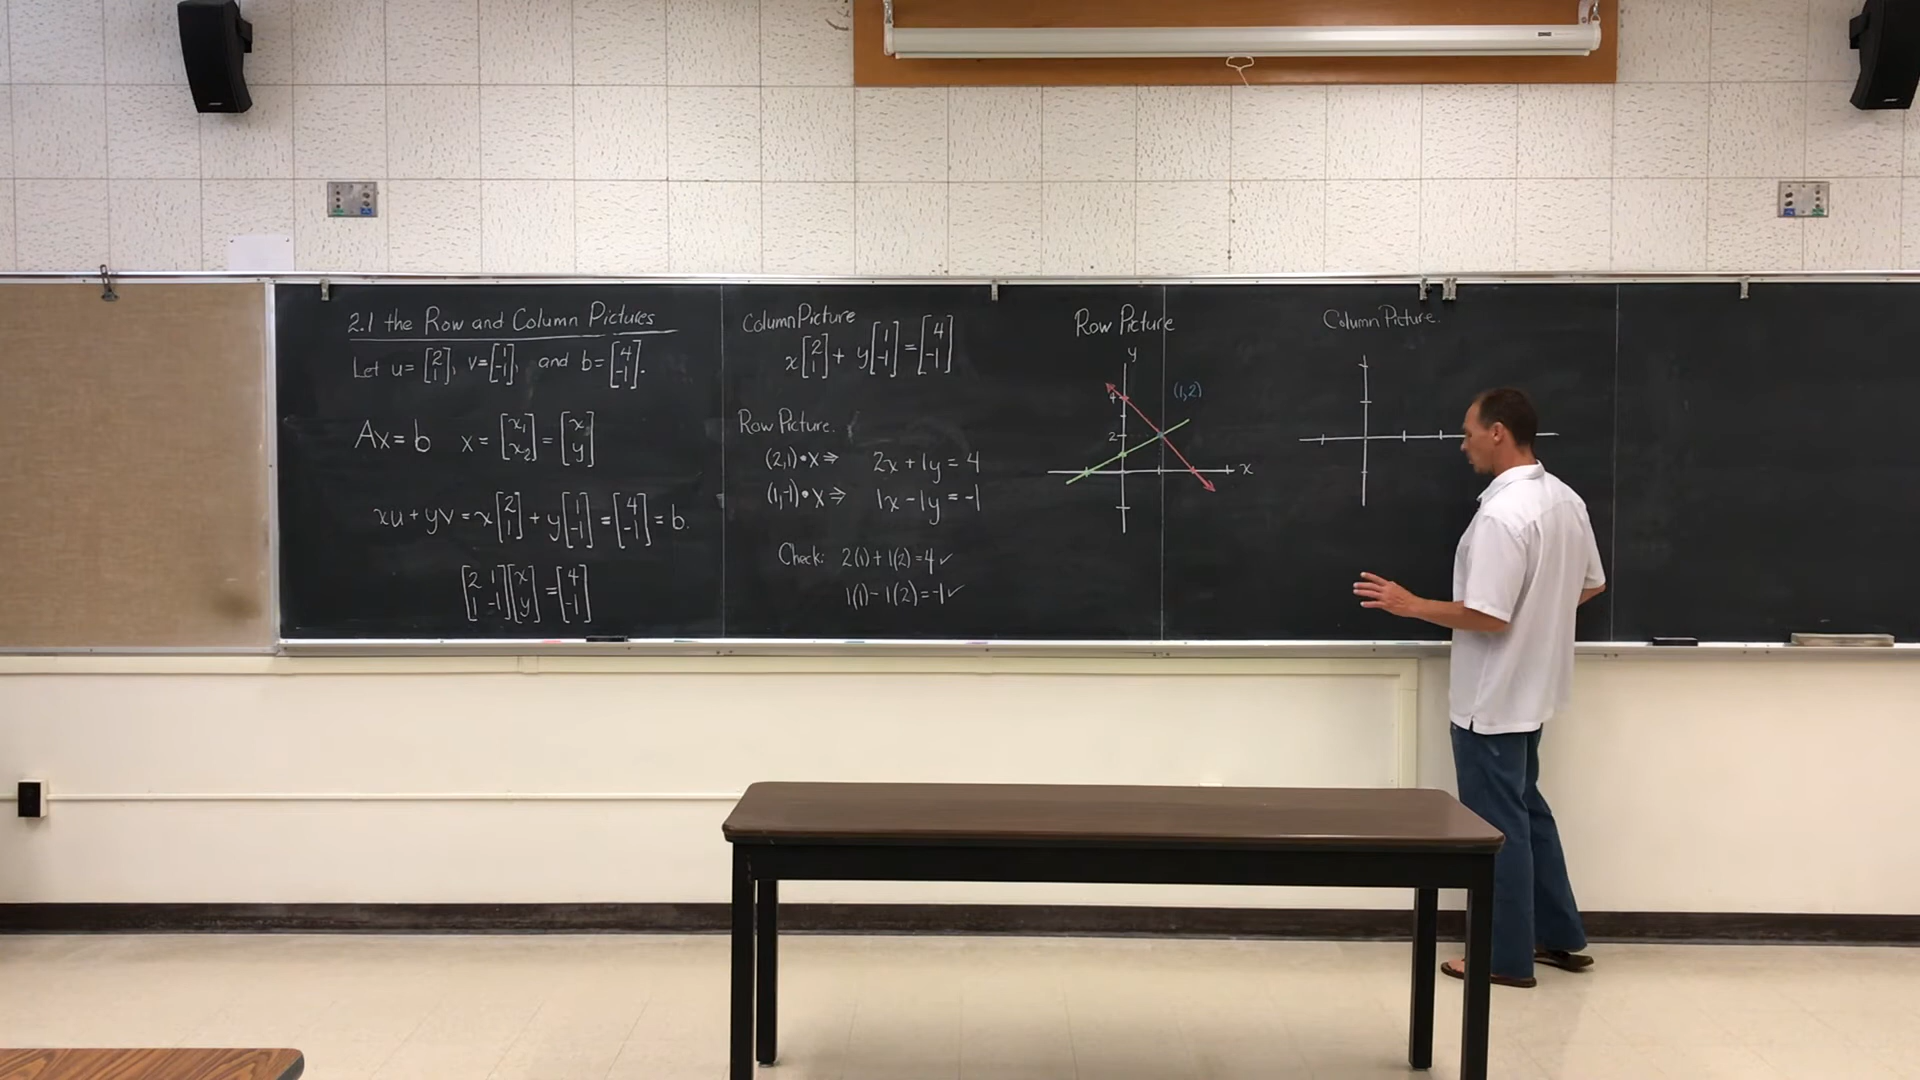 2.1 the Row and Column Pictures
Let u = [2 1], v = [1 -1], and b = [4 -1].
Ax = b x = [x₁ x₂] = [x y]
xu + yv = x[2 1] + y[1 -1] = [4 -1] = b.
[2 1 1 -1][x y] = [4 -1]
Column Picture
x[2 1] + y[1 -1] = [4 -1]
Row Picture.
(2,1)•x ⇒ 2x + 1y = 4
(1,-1)•x ⇒ 1x - 1y = -1
Check: 2(1) + 1(2) = 4 ✓
1(1) - 1(2) = -1 ✓
Row Picture
y
(1,2)
4
2
x
Column Picture.